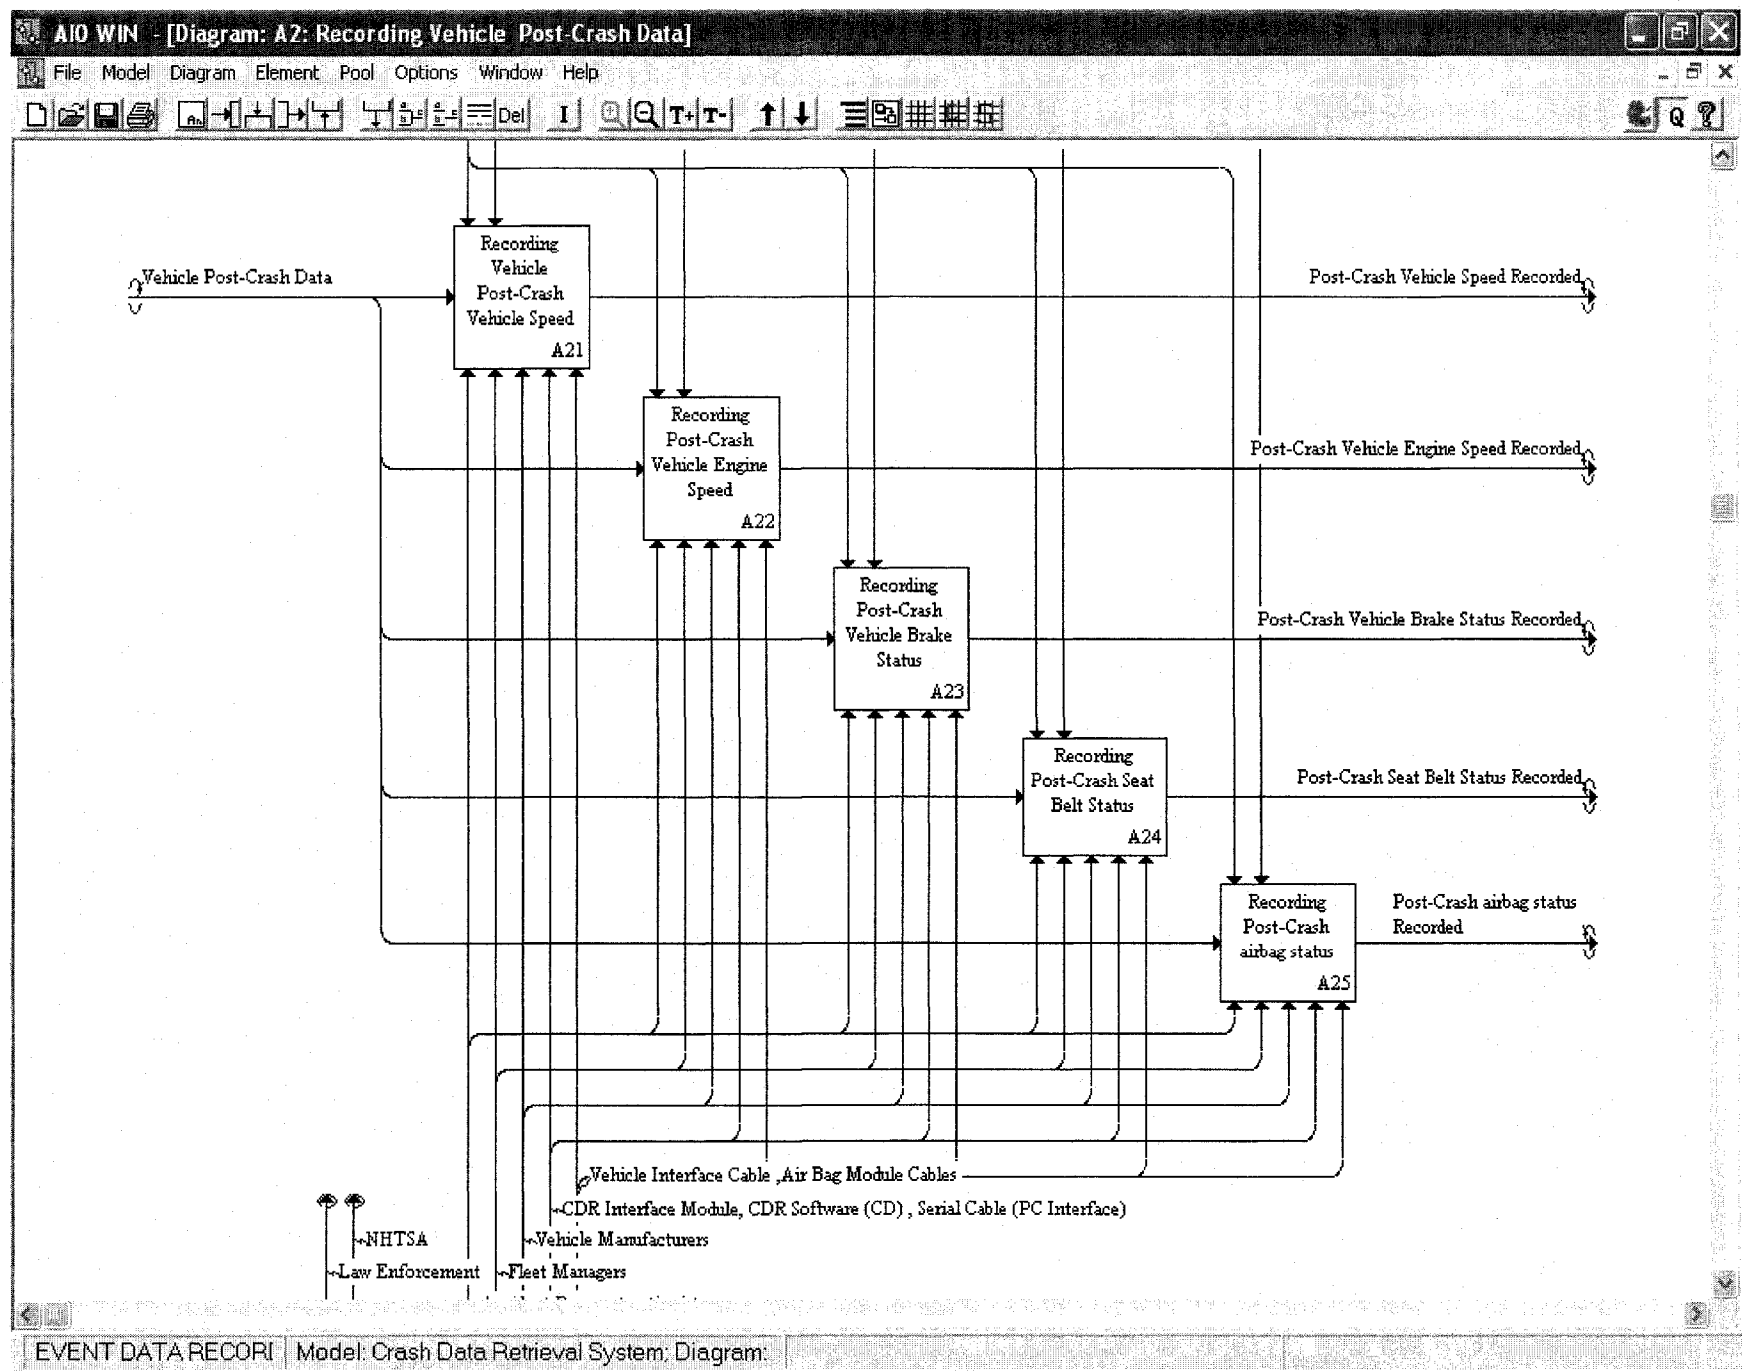 AI0 WIN - [Diagram: A2: Recording Vehicle Post-Crash Data]
File Model Diagram Element Pool Options Window Help
Del I T+ T- Q ?
Vehicle Post-Crash Data
Recording
Vehicle
Post-Crash
Vehicle Speed
A21
Post-Crash Vehicle Speed Recorded
Recording
Post-Crash
Vehicle Engine
Speed
A22
Post-Crash Vehicle Engine Speed Recorded
Recording
Post-Crash
Vehicle Brake
Status
A23
Post-Crash Vehicle Brake Status Recorded
Recording
Post-Crash Seat
Belt Status
A24
Post-Crash Seat Belt Status Recorded
Recording
Post-Crash
airbag status
A25
Post-Crash airbag status
Recorded
Vehicle Interface Cable ,Air Bag Module Cables
CDR Interface Module, CDR Software (CD) , Serial Cable (PC Interface)
NHTSA
Vehicle Manufacturers
Law Enforcement
Fleet Managers
EVENT DATA RECORI
Model: Crash Data Retrieval System; Diagram: